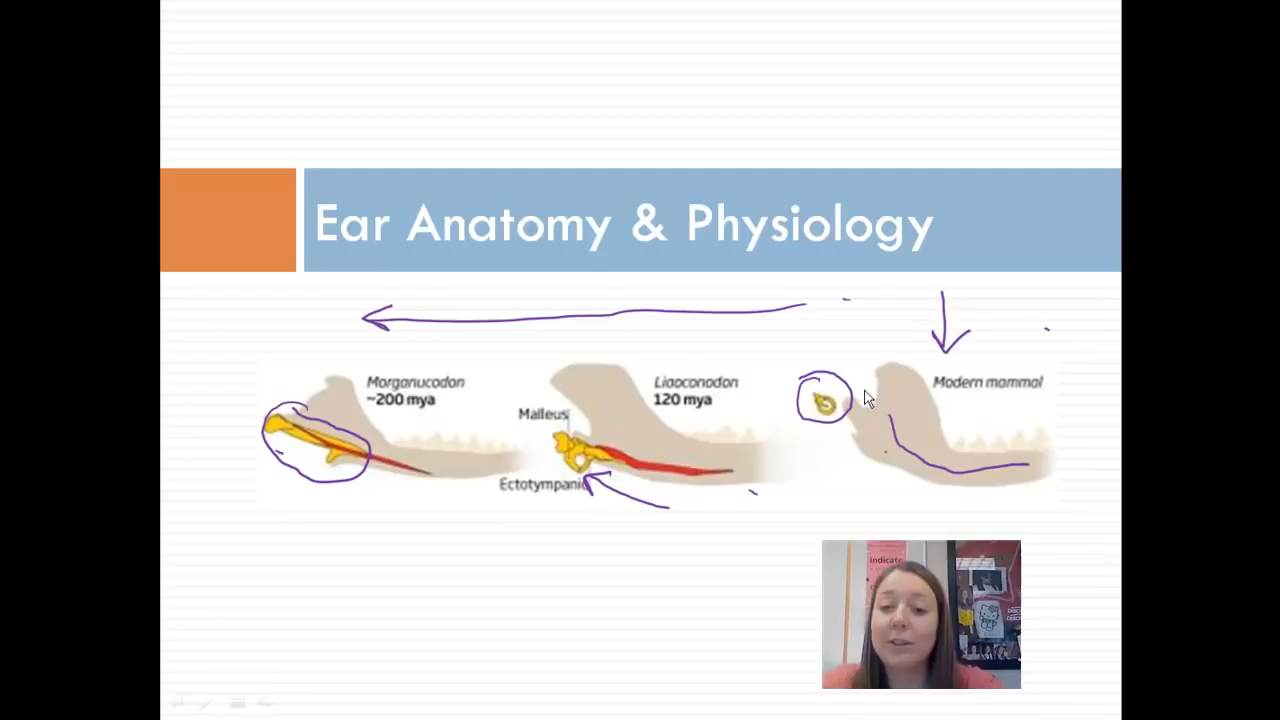 Ear Anatomy & Physiology
Morganucodon
~200 mya
Liaoconodon
120 mya
Modern mammal
Malleus
Ectotympanic
indicate